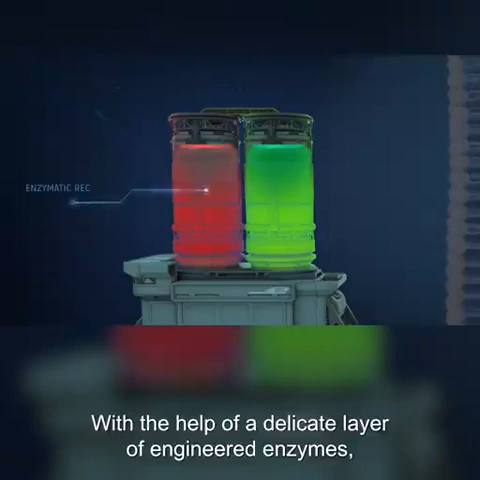 ENZYMATIC REC
With the help of a delicate layer
of engineered enzymes,